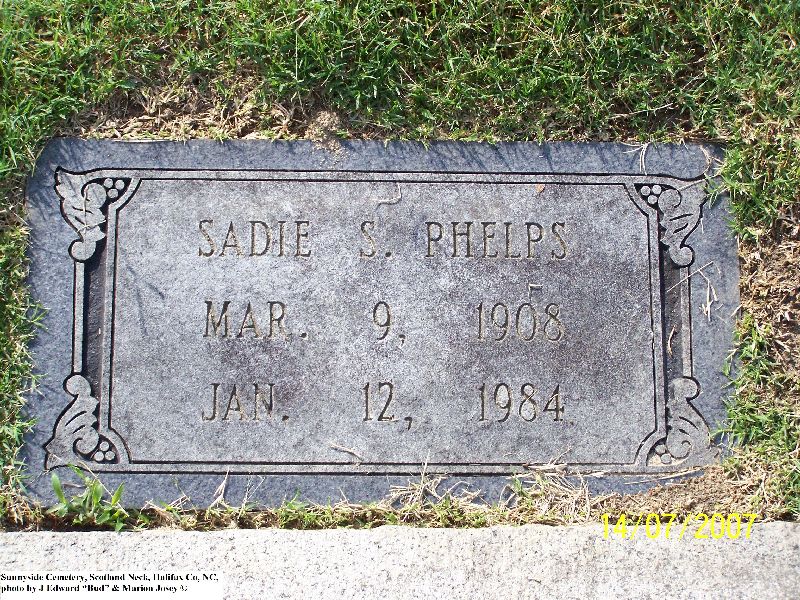 SADIE S. PHELPS
MAR. 9, 1908
JAN. 12, 1984
14/07/2007
Sunnyside Cemetery, Scotland Neck, Halifax Co, NC,
photo by J Edward "Bud" & Marion Josey ©